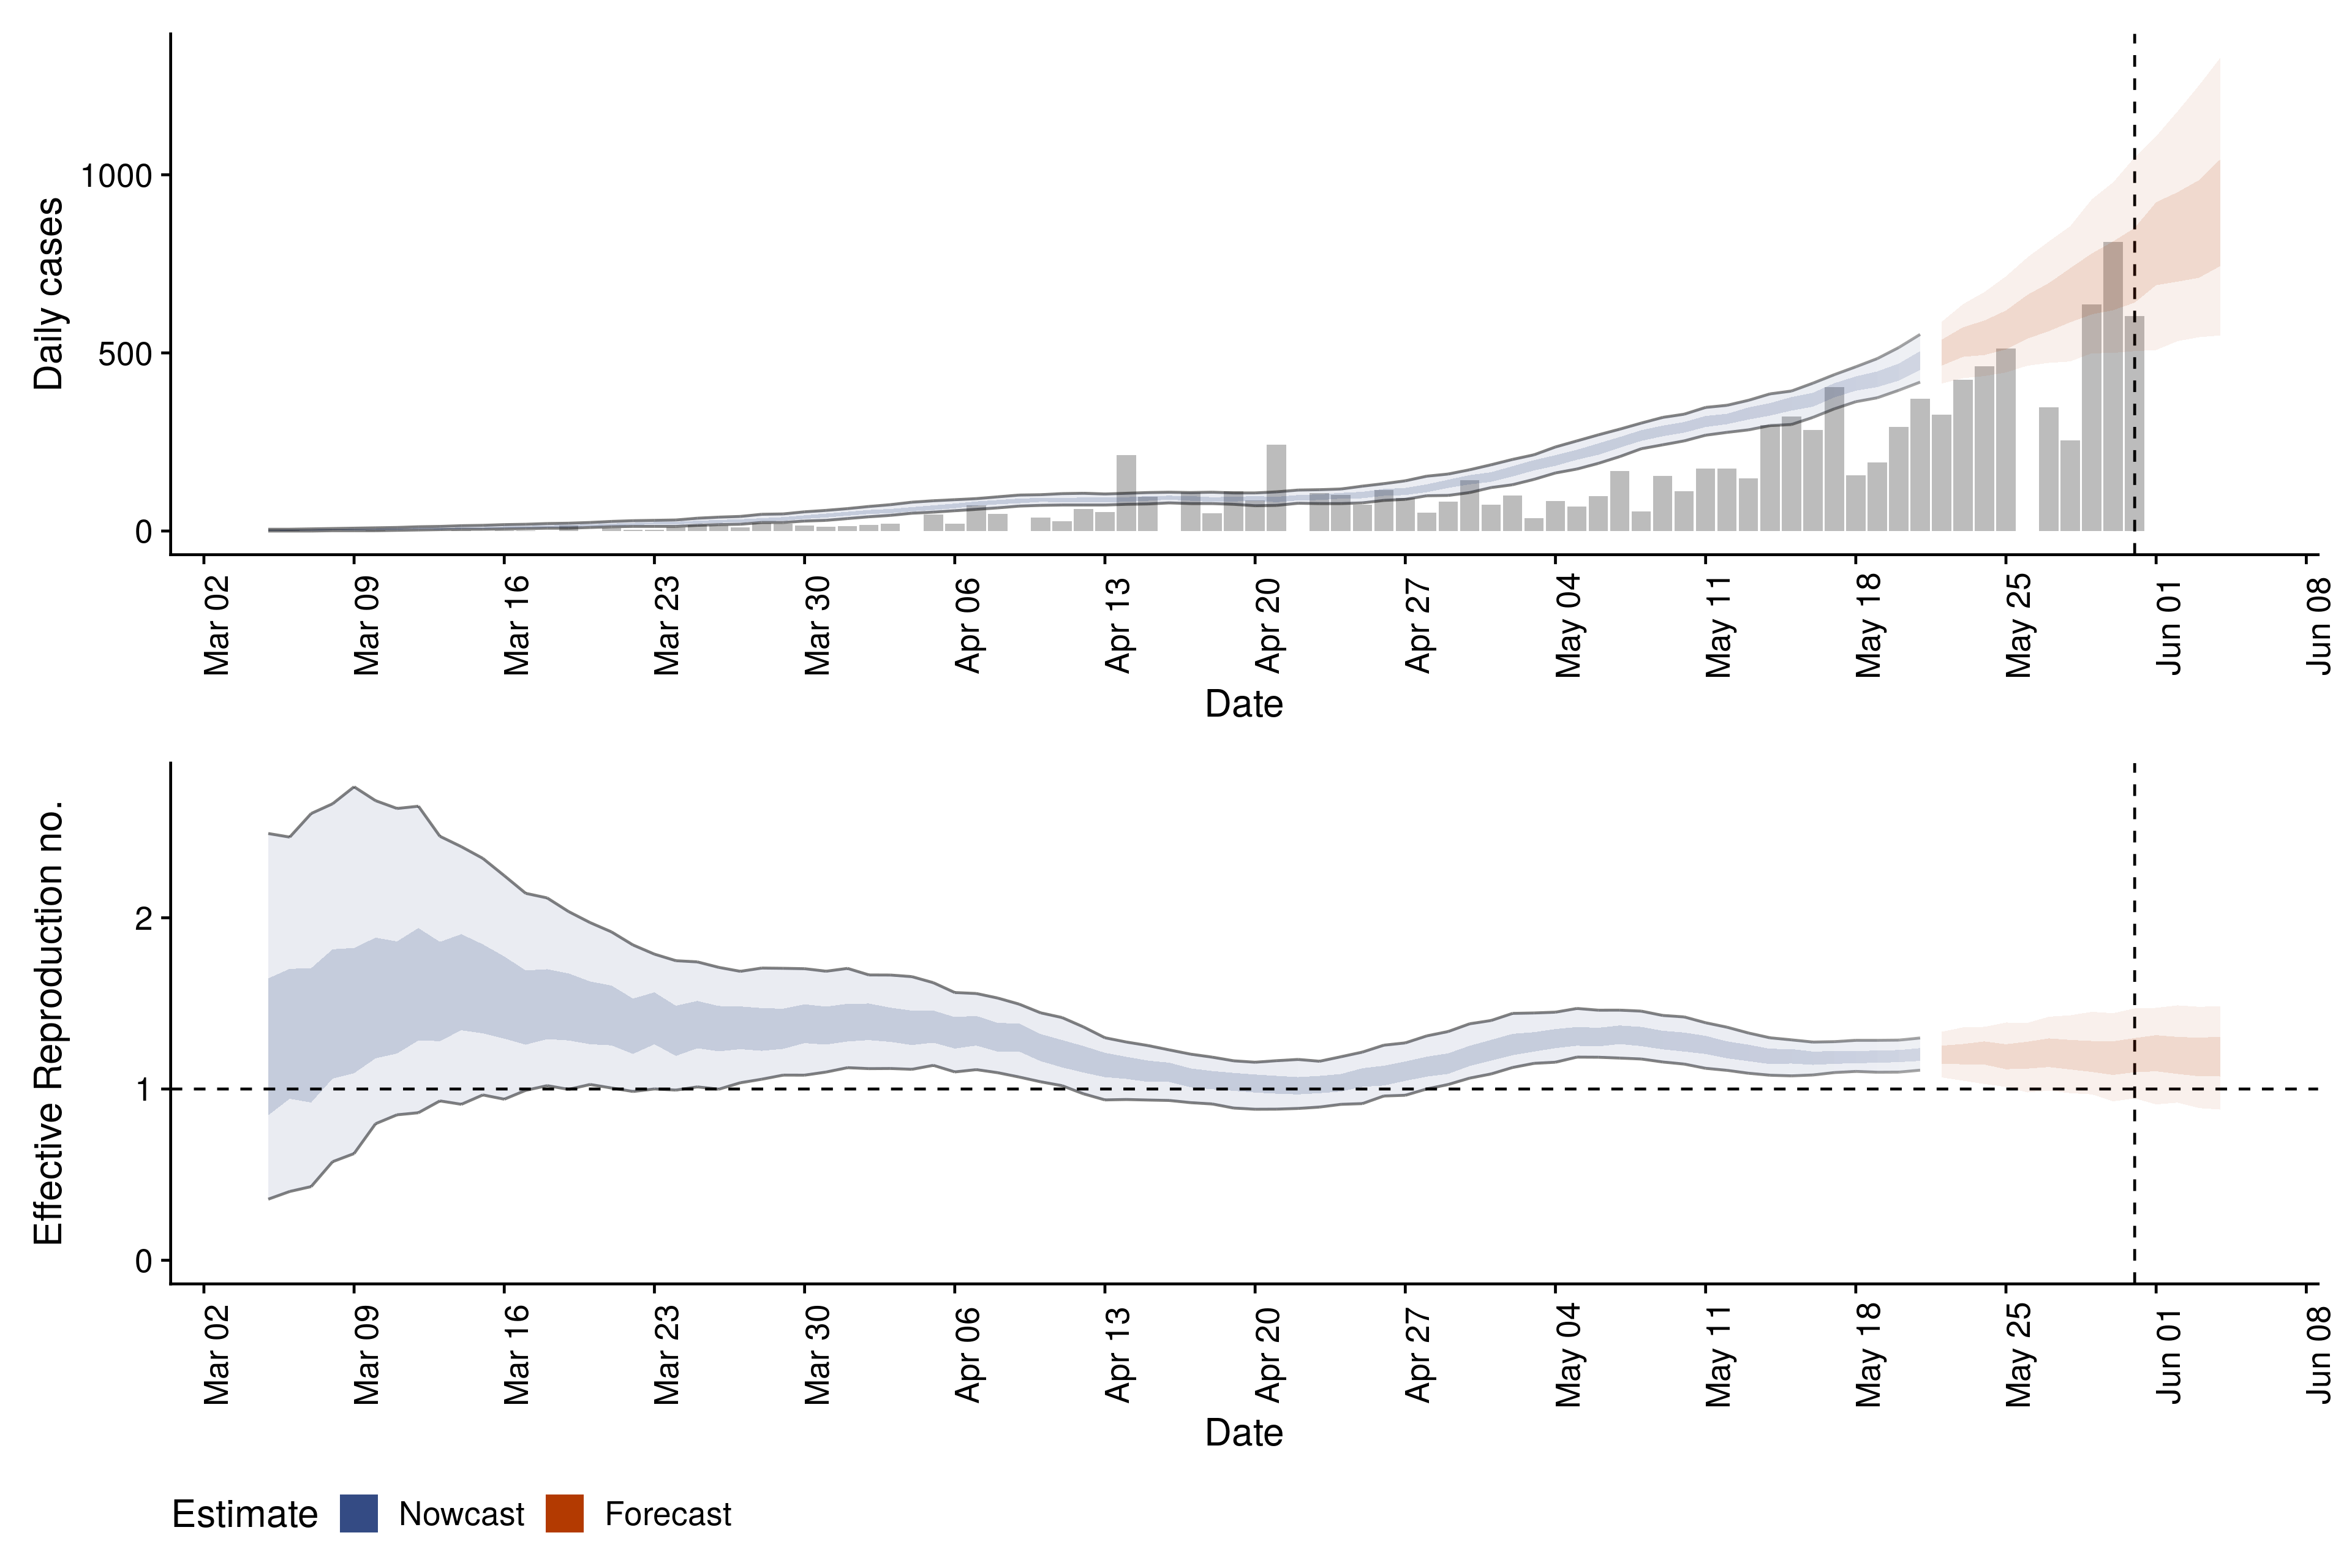 1000
500
0
Daily cases
Mar 02
Mar 09
Mar 16
Mar 23
Mar 30
Apr 06
Apr 13
Apr 20
Apr 27
May 04
May 11
May 18
May 25
Jun 01
Jun 08
Date
2
1
0
Effective Reproduction no.
Mar 02
Mar 09
Mar 16
Mar 23
Mar 30
Apr 06
Apr 13
Apr 20
Apr 27
May 04
May 11
May 18
May 25
Jun 01
Jun 08
Date
Estimate Nowcast Forecast